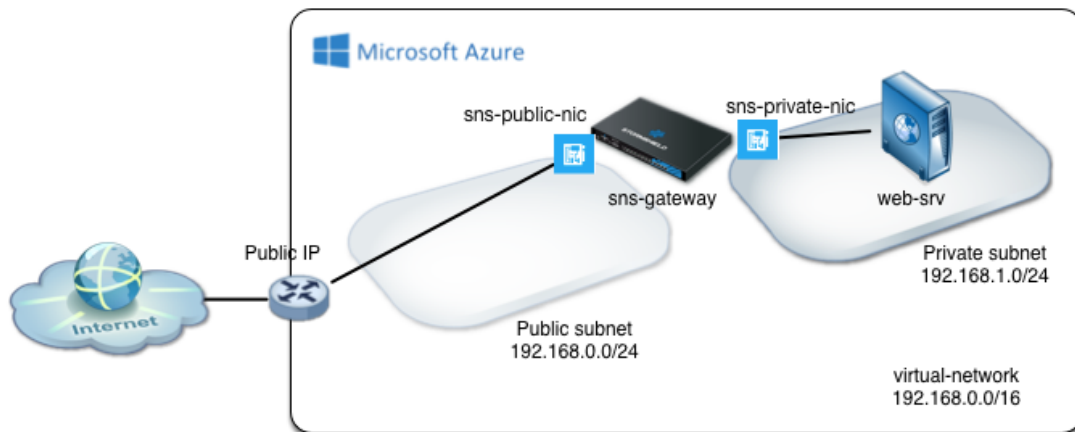 Microsoft Azure
sns-public-nic
sns-private-nic
STORMSHIELD
sns-gateway
web-srv
Public IP
Private subnet
192.168.1.0/24
Internet
Public subnet
192.168.0.0/24
virtual-network
192.168.0.0/16